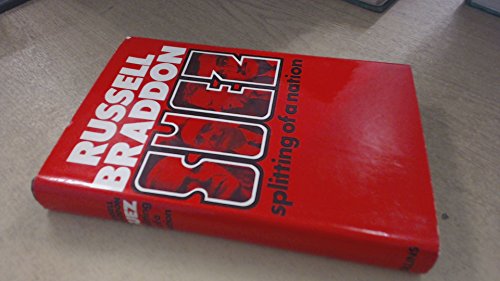 RUSSELL
BRADDON
SUEZ
splitting of a nation